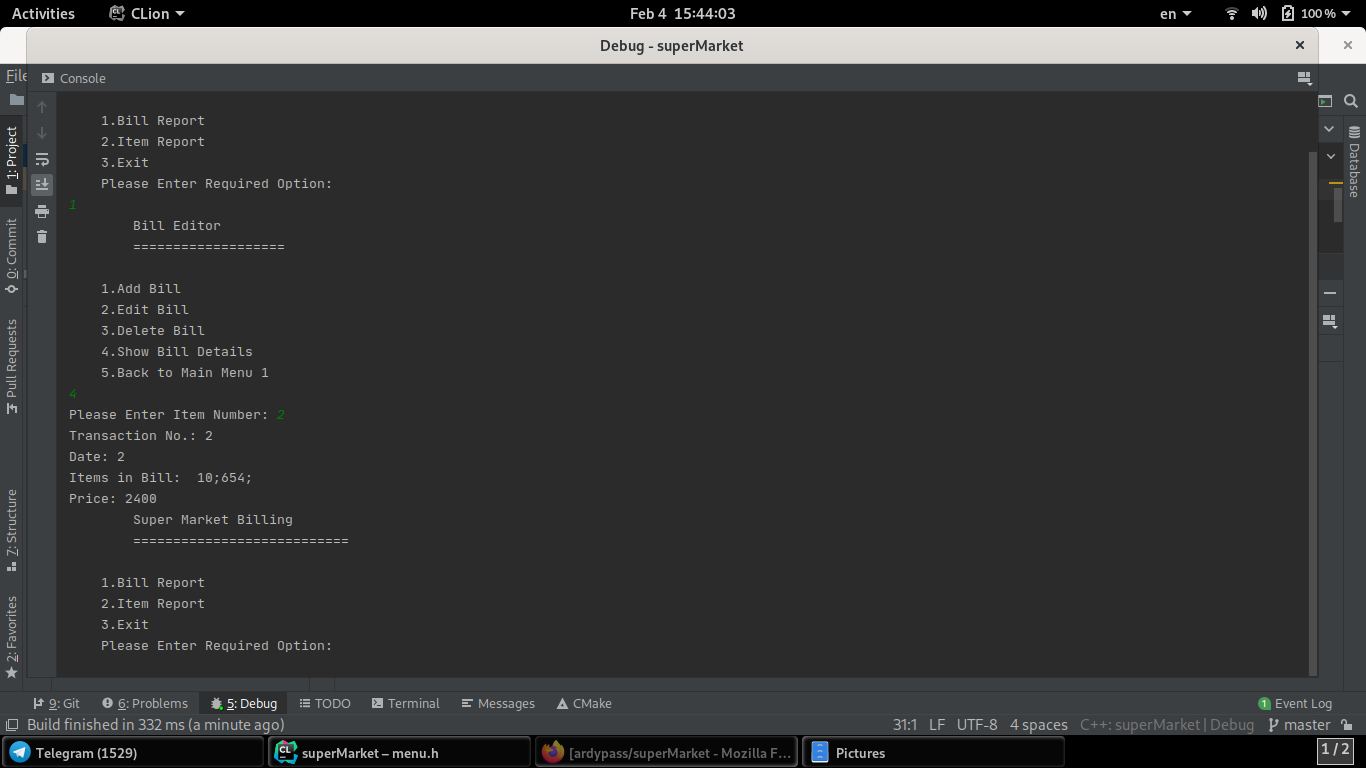 Activities CLion Feb 4 15:44:03 en 100 %
Debug - superMarket
File
Console
1.Bill Report
2.Item Report
3.Exit
Please Enter Required Option:
1
Bill Editor
===================
1.Add Bill
2.Edit Bill
3.Delete Bill
4.Show Bill Details
5.Back to Main Menu 1
4
Please Enter Item Number: 2
Transaction No.: 2
Date: 2
Items in Bill:  10;654;
Price: 2400
Super Market Billing
===========================
1.Bill Report
2.Item Report
3.Exit
Please Enter Required Option:
1: Project
0: Commit
Pull Requests
7: Structure
2: Favorites
Database
9: Git 6: Problems 5: Debug TODO Terminal Messages CMake 1 Event Log
Build finished in 332 ms (a minute ago) 31:1 LF UTF-8 4 spaces C++: superMarket | Debug master
Telegram (1529) superMarket – menu.h [ardypass/superMarket - Mozilla F... Pictures 1 / 2